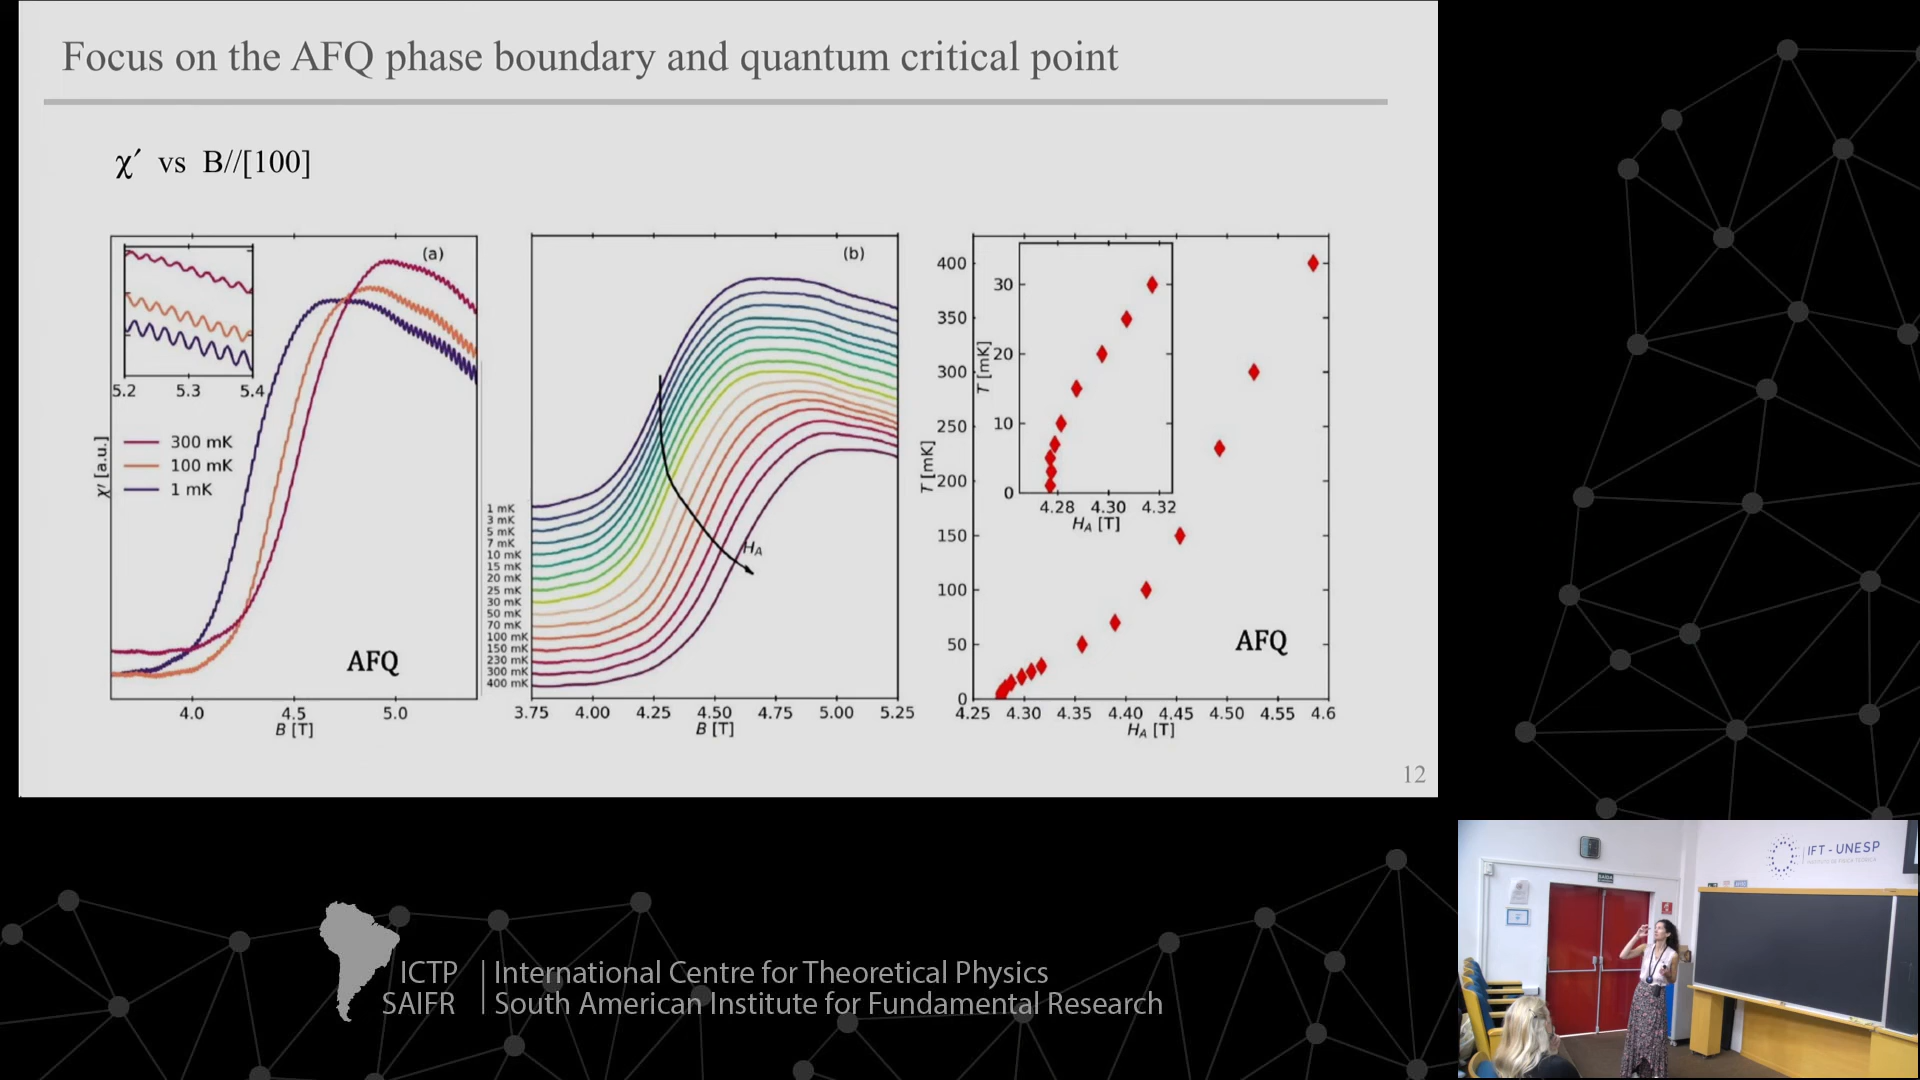 Focus on the AFQ phase boundary and quantum critical point
χ′ vs B//[100]
(a)
5.2 5.3 5.4
300 mK
100 mK
1 mK
χ′ [a.u.]
AFQ
4.0 4.5 5.0
B [T]
(b)
1 mK
3 mK
5 mK
7 mK
10 mK
15 mK
20 mK
25 mK
30 mK
50 mK
70 mK
100 mK
150 mK
230 mK
300 mK
400 mK
H_A
3.75 4.00 4.25 4.50 4.75 5.00 5.25
B [T]
400
350
300
250
200
150
100
50
0
T [mK]
30
20
10
0
T [mK]
4.28 4.30 4.32
H_A [T]
AFQ
4.25 4.30 4.35 4.40 4.45 4.50 4.55 4.6
H_A [T]
12
IFT - UNESP
ICTP International Centre for Theoretical Physics
SAIFR South American Institute for Fundamental Research